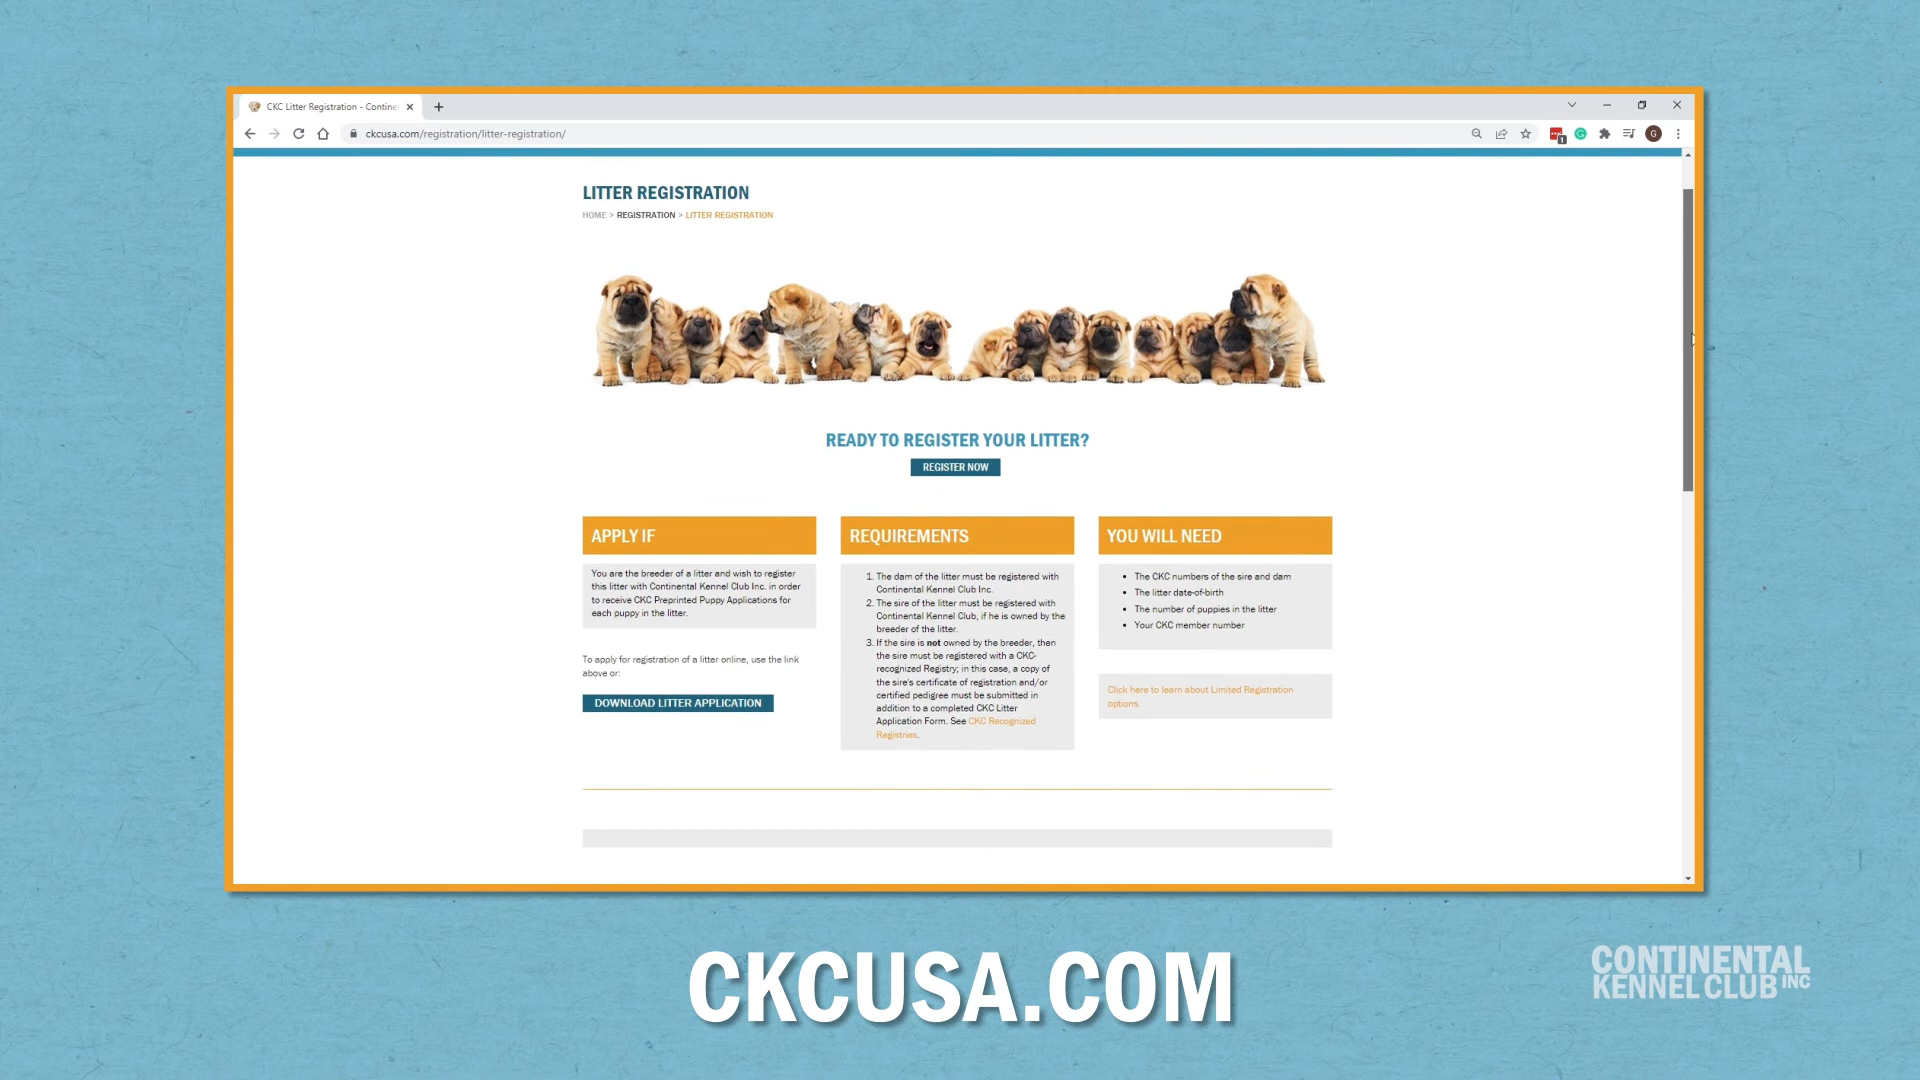 CKC Litter Registration - Contine
ckcusa.com/registration/litter-registration/
1
G
LITTER REGISTRATION
HOME > REGISTRATION > LITTER REGISTRATION
READY TO REGISTER YOUR LITTER?
REGISTER NOW
APPLY IF
You are the breeder of a litter and wish to register
this litter with Continental Kennel Club Inc. in order
to receive CKC Preprinted Puppy Applications for
each puppy in the litter.
To apply for registration of a litter online, use the link
above or:
DOWNLOAD LITTER APPLICATION
REQUIREMENTS
1. The dam of the litter must be registered with
Continental Kennel Club Inc.
2. The sire of the litter must be registered with
Continental Kennel Club, if he is owned by the
breeder of the litter.
3. If the sire is not owned by the breeder, then
the sire must be registered with a CKC-
recognized Registry; in this case, a copy of
the sire's certificate of registration and/or
certified pedigree must be submitted in
addition to a completed CKC Litter
Application Form. See CKC Recognized
Registries.
YOU WILL NEED
• The CKC numbers of the sire and dam
• The litter date-of-birth
• The number of puppies in the litter
• Your CKC member number
Click here to learn about Limited Registration
options.
CKCUSA.COM
CONTINENTAL
KENNEL CLUB INC